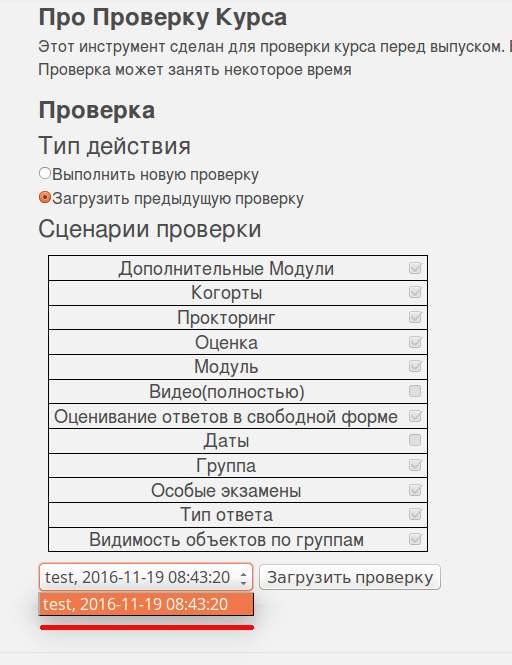 Про Проверку Курса
Этот инструмент сделан для проверки курса перед выпуском.
Проверка может занять некоторое время
Проверка
Тип действия
Выполнить новую проверку
Загрузить предыдущую проверку
Сценарии проверки
Дополнительные Модули
Когорты
Прокторинг
Оценка
Модуль
Видео(полностью)
Оценивание ответов в свободной форме
Даты
Группа
Особые экзамены
Тип ответа
Видимость объектов по группам
test, 2016-11-19 08:43:20 Загрузить проверку
test, 2016-11-19 08:43:20